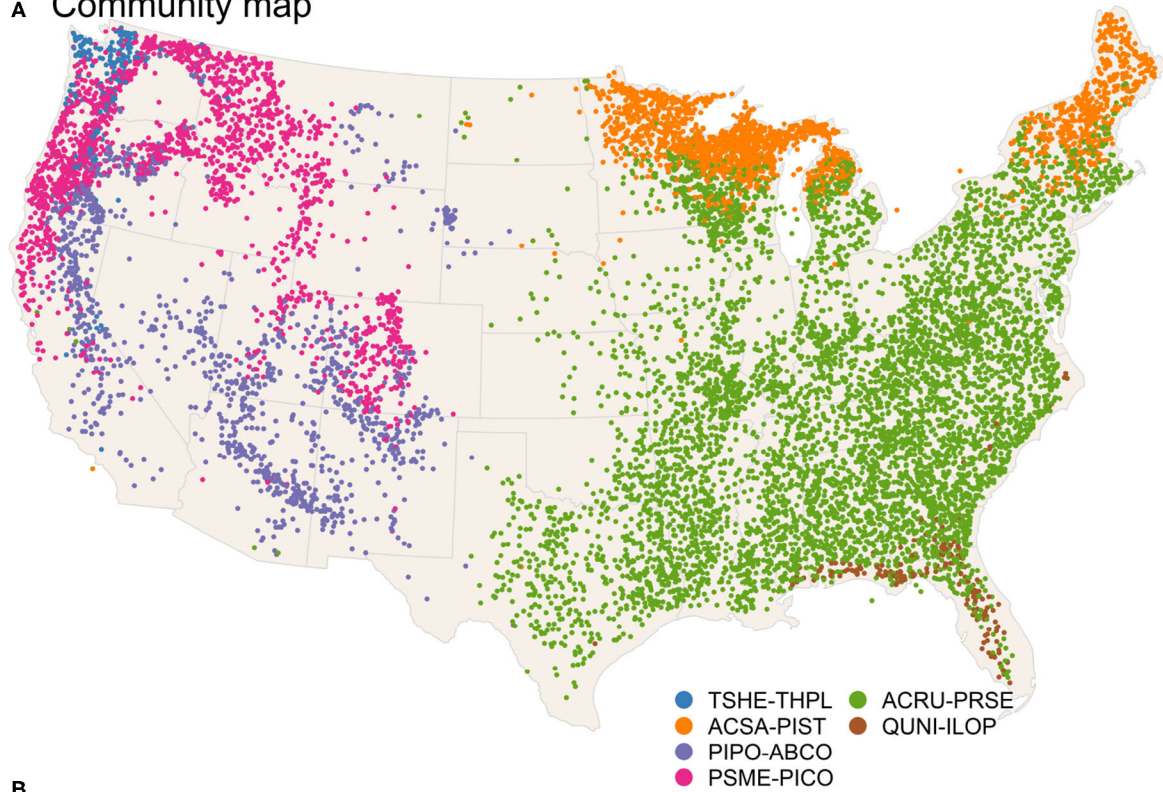 A Community map
TSHE-THPL
ACSA-PIST
PIPO-ABCO
PSME-PICO
ACRU-PRSE
QUNI-ILOP
B